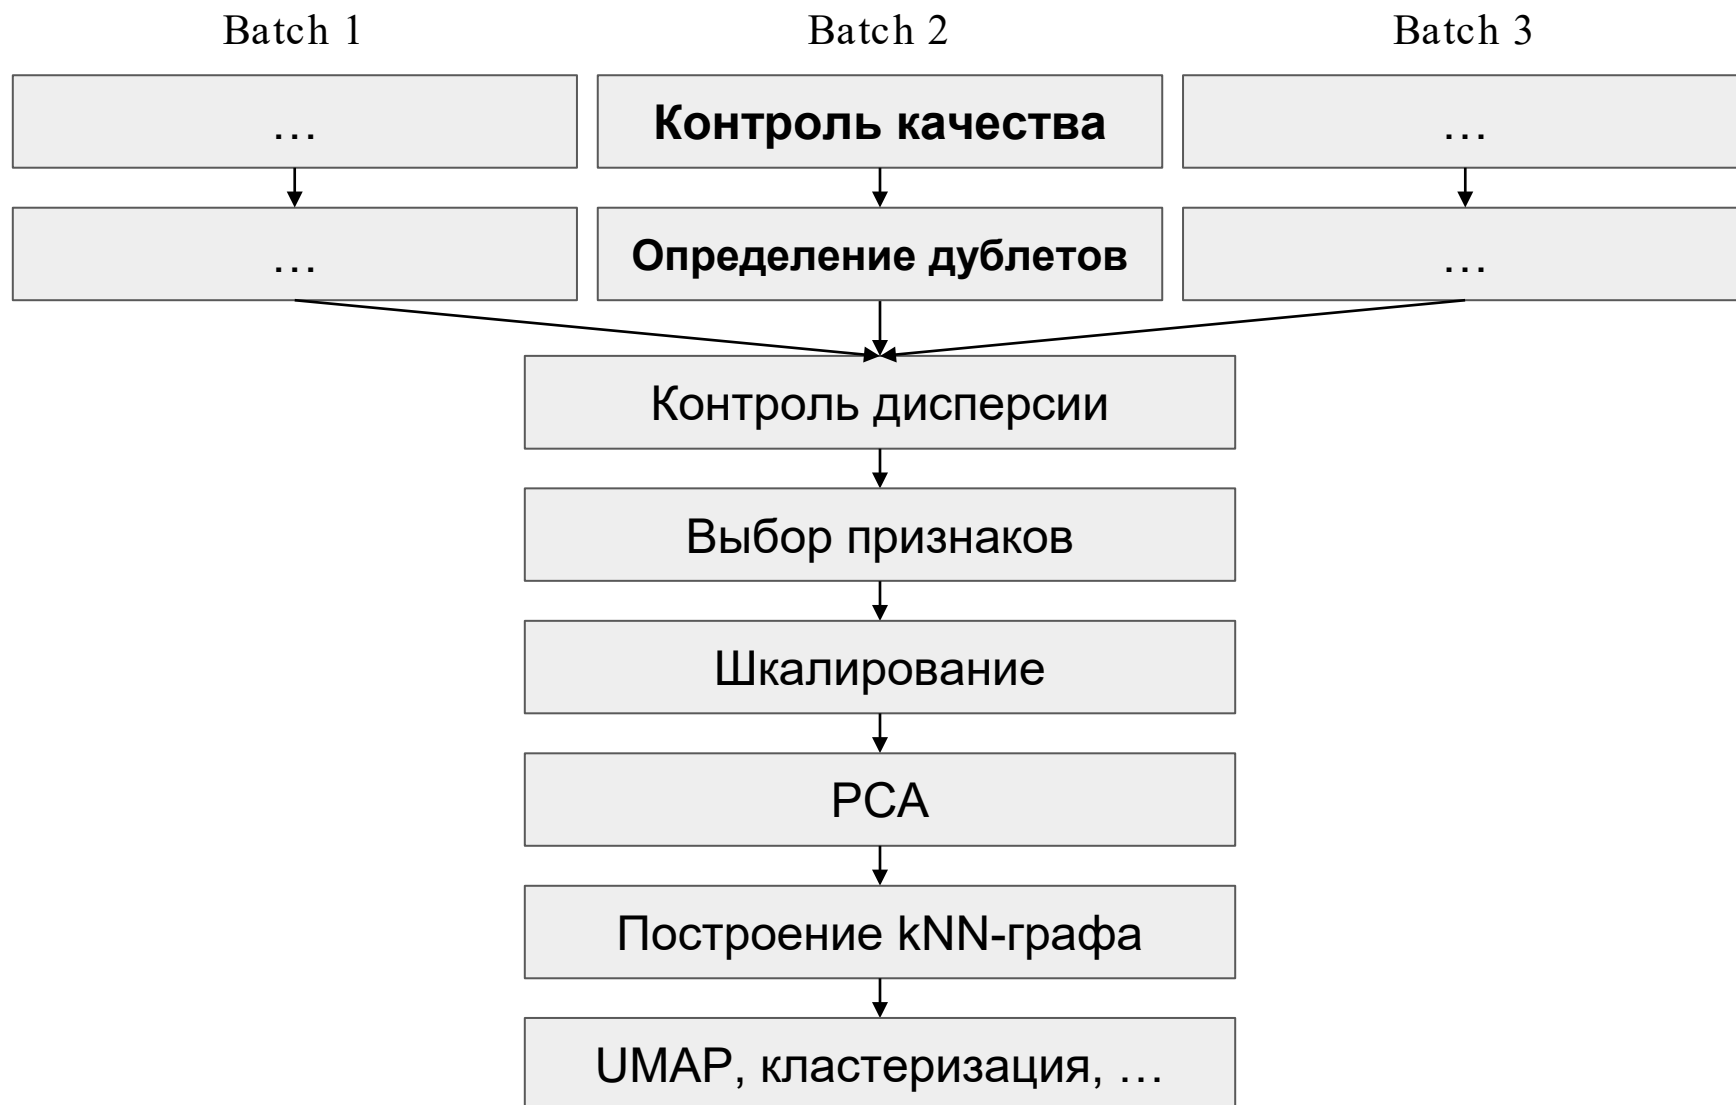 Batch 1 Batch 2 Batch 3
… Контроль качества …
… Определение дублетов …
Контроль дисперсии
Выбор признаков
Шкалирование
PCA
Построение kNN-графа
UMAP, кластеризация, …